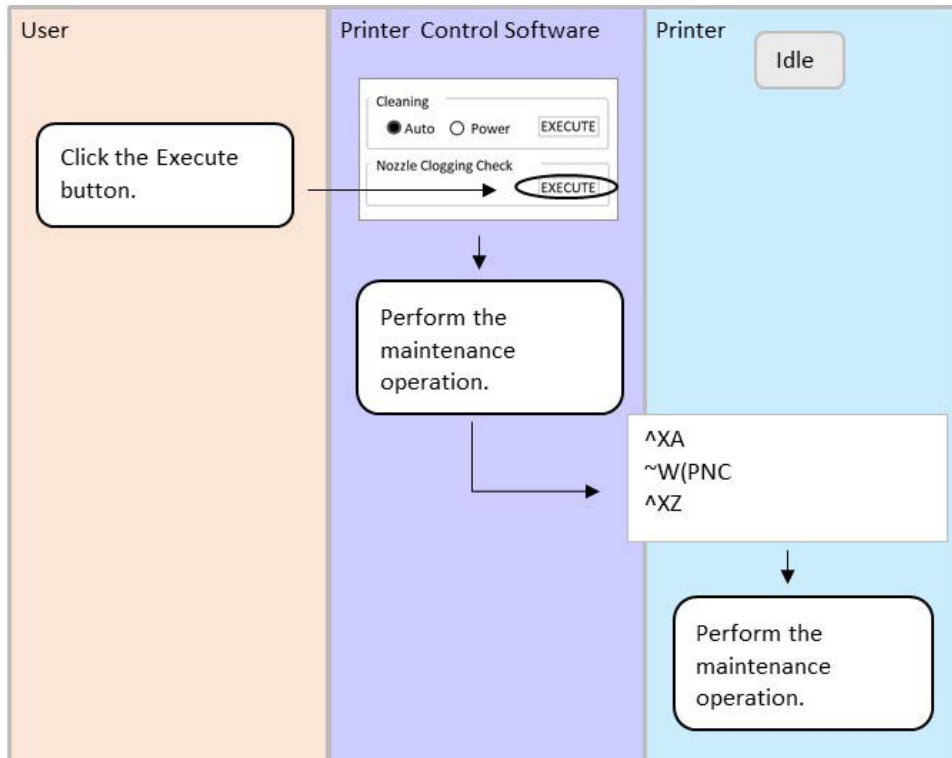 User
Printer Control Software
Printer
Idle
Cleaning
Auto Power EXECUTE
Nozzle Clogging Check
EXECUTE
Click the Execute
button.
Perform the
maintenance
operation.
^XA
~W(PNC
^XZ
Perform the
maintenance
operation.